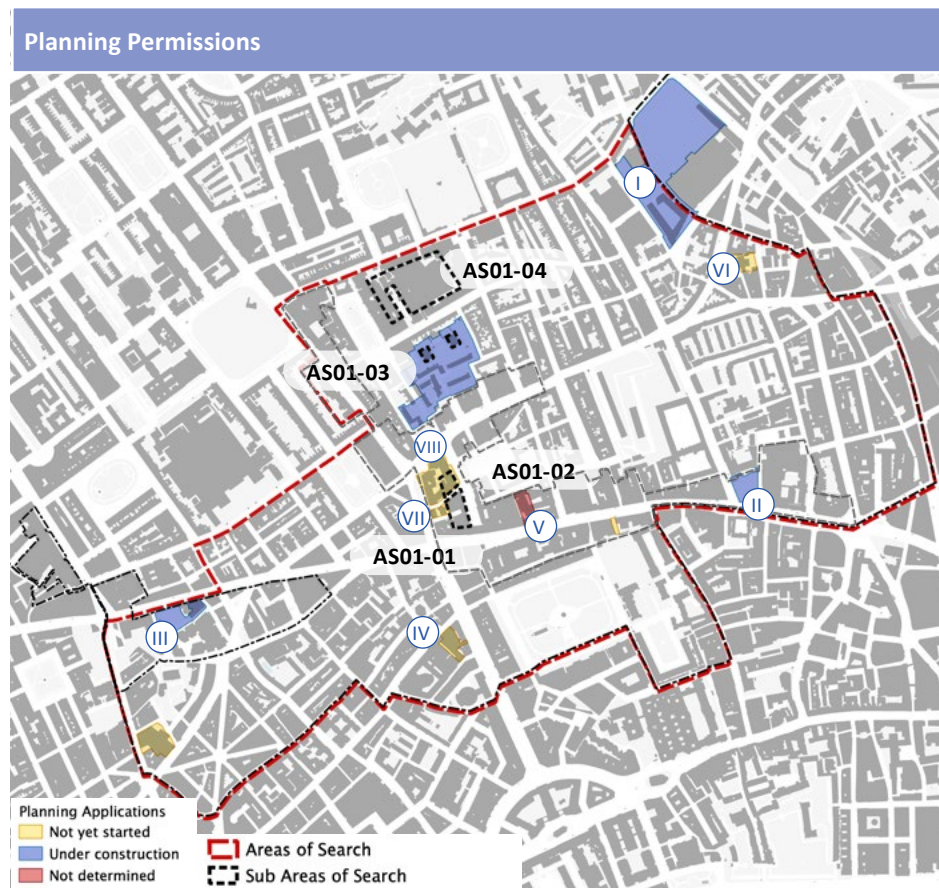 Planning Permissions
I
VI
AS01-04
AS01-03
VIII
AS01-02
VII
V
II
AS01-01
III
IV
Planning Applications
Not yet started
Under construction
Not determined
Areas of Search
Sub Areas of Search